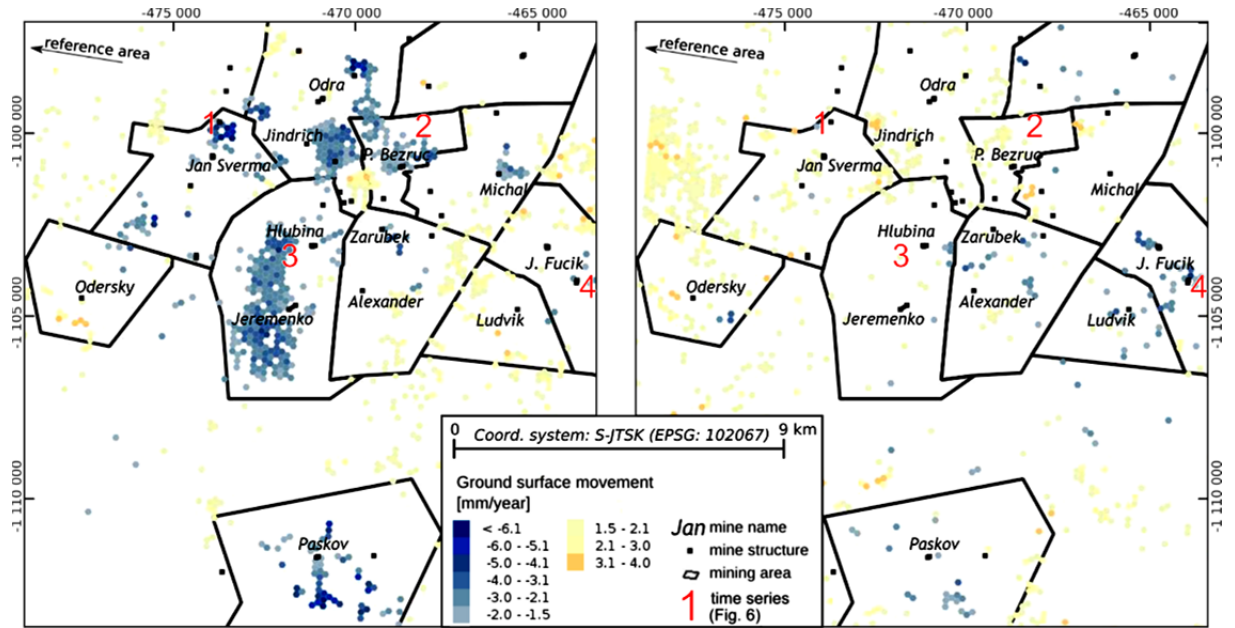 -475 000
-470 000
-465 000
-475 000
-470 000
-465 000
reference area
Odra
1
2
Jindrich
P. Bezruc
Jan Sverma
Michal
Hlubina
Zarubek
3
J. Fucik
4
Odersky
Alexander
Jeremenko
Ludvik
Paskov
-1 100 000
-1 105 000
-1 110 000
reference area
Odra
1
2
Jindrich
P. Bezruc
Jan Sverma
Michal
Hlubina
Zarubek
3
J. Fucik
4
Odersky
Alexander
Jeremenko
Ludvik
Paskov
-1 100 000
-1 105 000
-1 110 000
0 9 km
Coord. system: S-JTSK (EPSG: 102067)
Ground surface movement
[mm/year]
< -6.1
-6.0 - -5.1
-5.0 - -4.1
-4.0 - -3.1
-3.0 - -2.1
-2.0 - -1.5
1.5 - 2.1
2.1 - 3.0
3.1 - 4.0
Jan mine name
mine structure
mining area
1 time series
(Fig. 6)